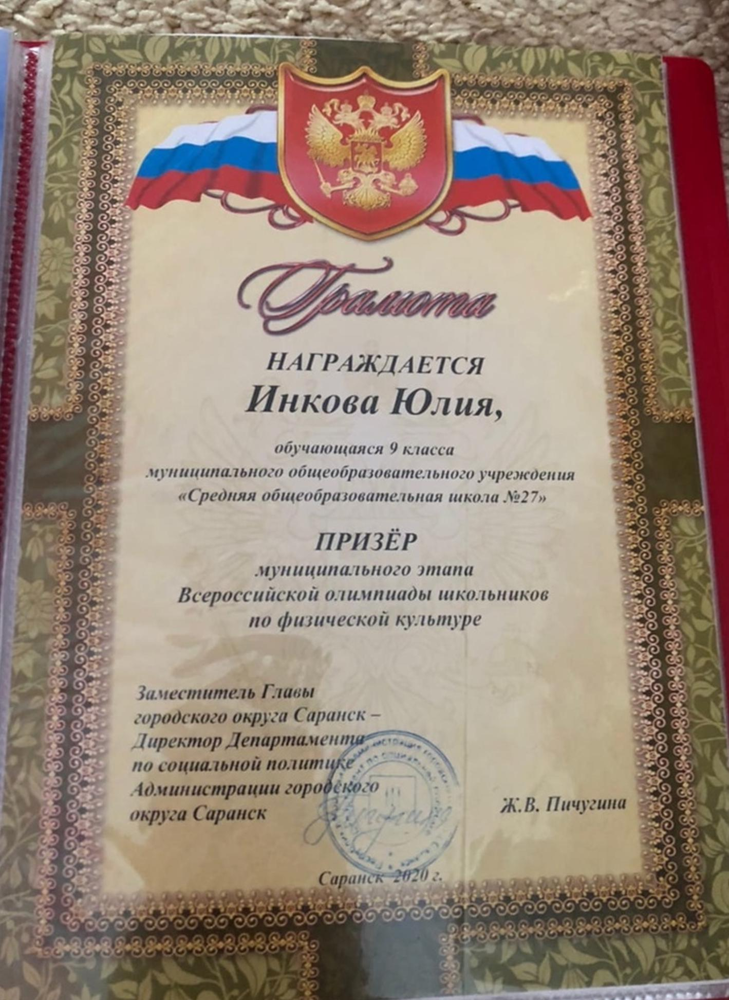 Грамота
НАГРАЖДАЕТСЯ
Инкова Юлия,
обучающаяся 9 класса
муниципального общеобразовательного учреждения
«Средняя общеобразовательная школа №27»
ПРИЗЁР
муниципального этапа
Всероссийской олимпиады школьников
по физической культуре
Заместитель Главы
городского округа Саранск –
Директор Департамента
по социальной политике
Администрации городского
округа Саранск
Ж.В. Пичугина
Саранск 2020 г.